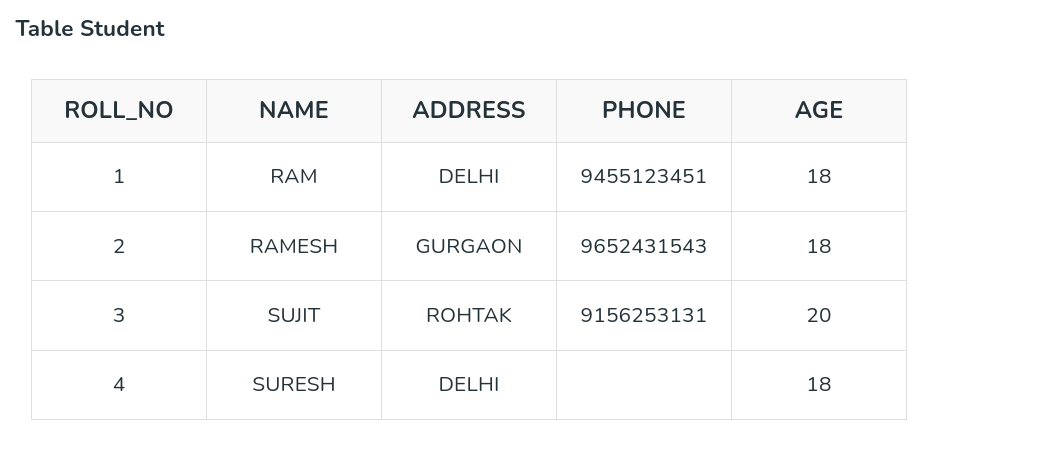 Table Student
ROLL_NO NAME ADDRESS PHONE AGE
1 RAM DELHI 9455123451 18
2 RAMESH GURGAON 9652431543 18
3 SUJIT ROHTAK 9156253131 20
4 SURESH DELHI 18